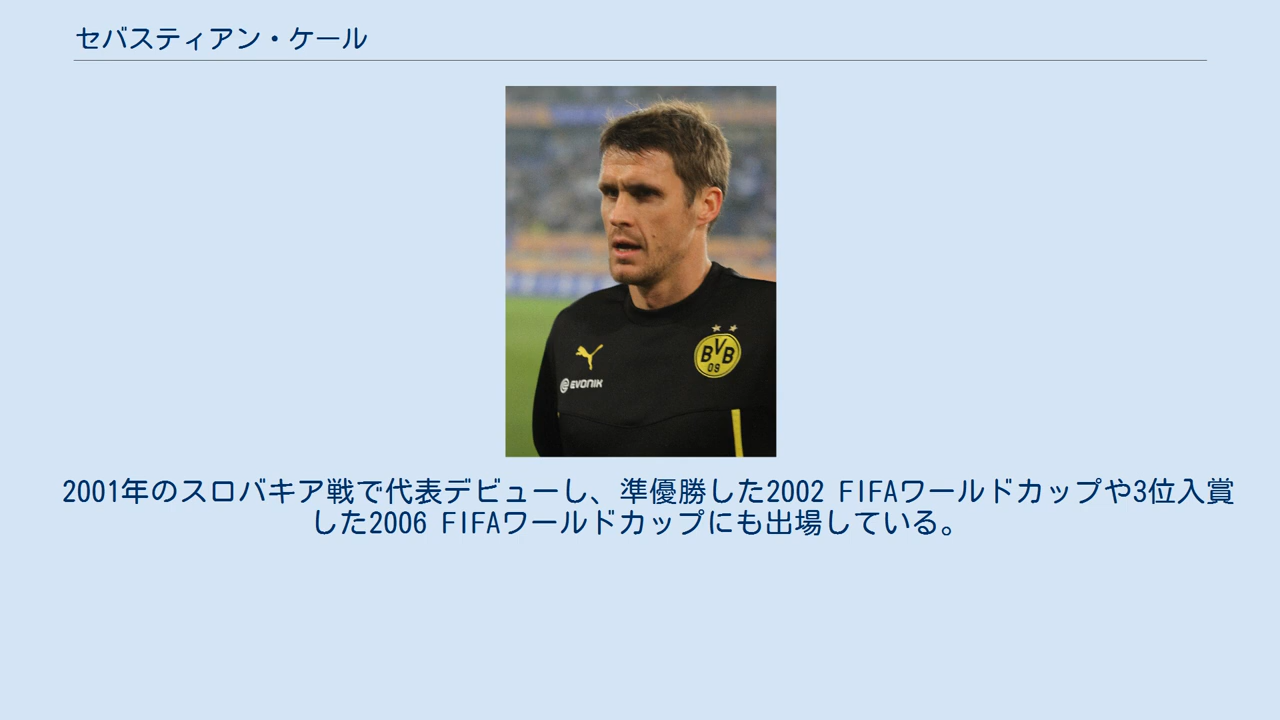 セバスティアン・ケール
EVONIK
BVB
09
2001年のスロバキア戦で代表デビューし、準優勝した2002 FIFAワールドカップや3位入賞
した2006 FIFAワールドカップにも出場している。